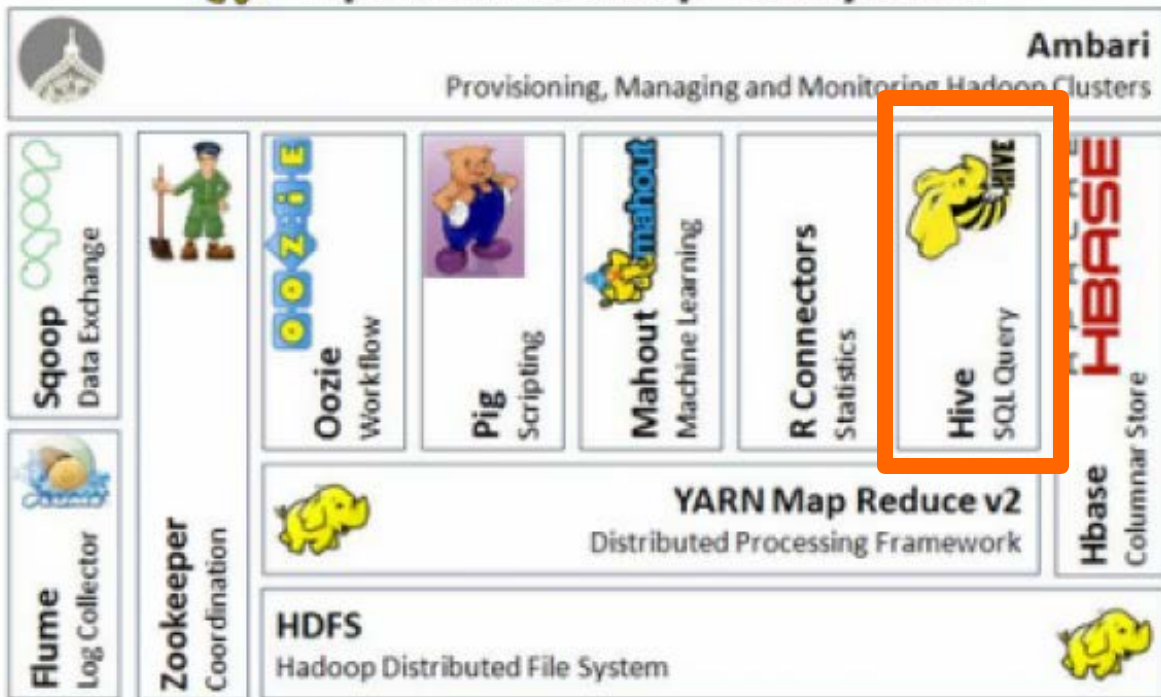 Ambari
Provisioning, Managing and Monitoring Hadoop Clusters
Sqoop
Data Exchange
Flume
Log Collector
Zookeeper
Coordination
OOZIE
Oozie
Workflow
Pig
Scripting
mahout
Mahout
Machine Learning
R Connectors
Statistics
HIVE
Hive
SQL Query
HBASE
Hbase
Columnar Store
YARN Map Reduce v2
Distributed Processing Framework
HDFS
Hadoop Distributed File System